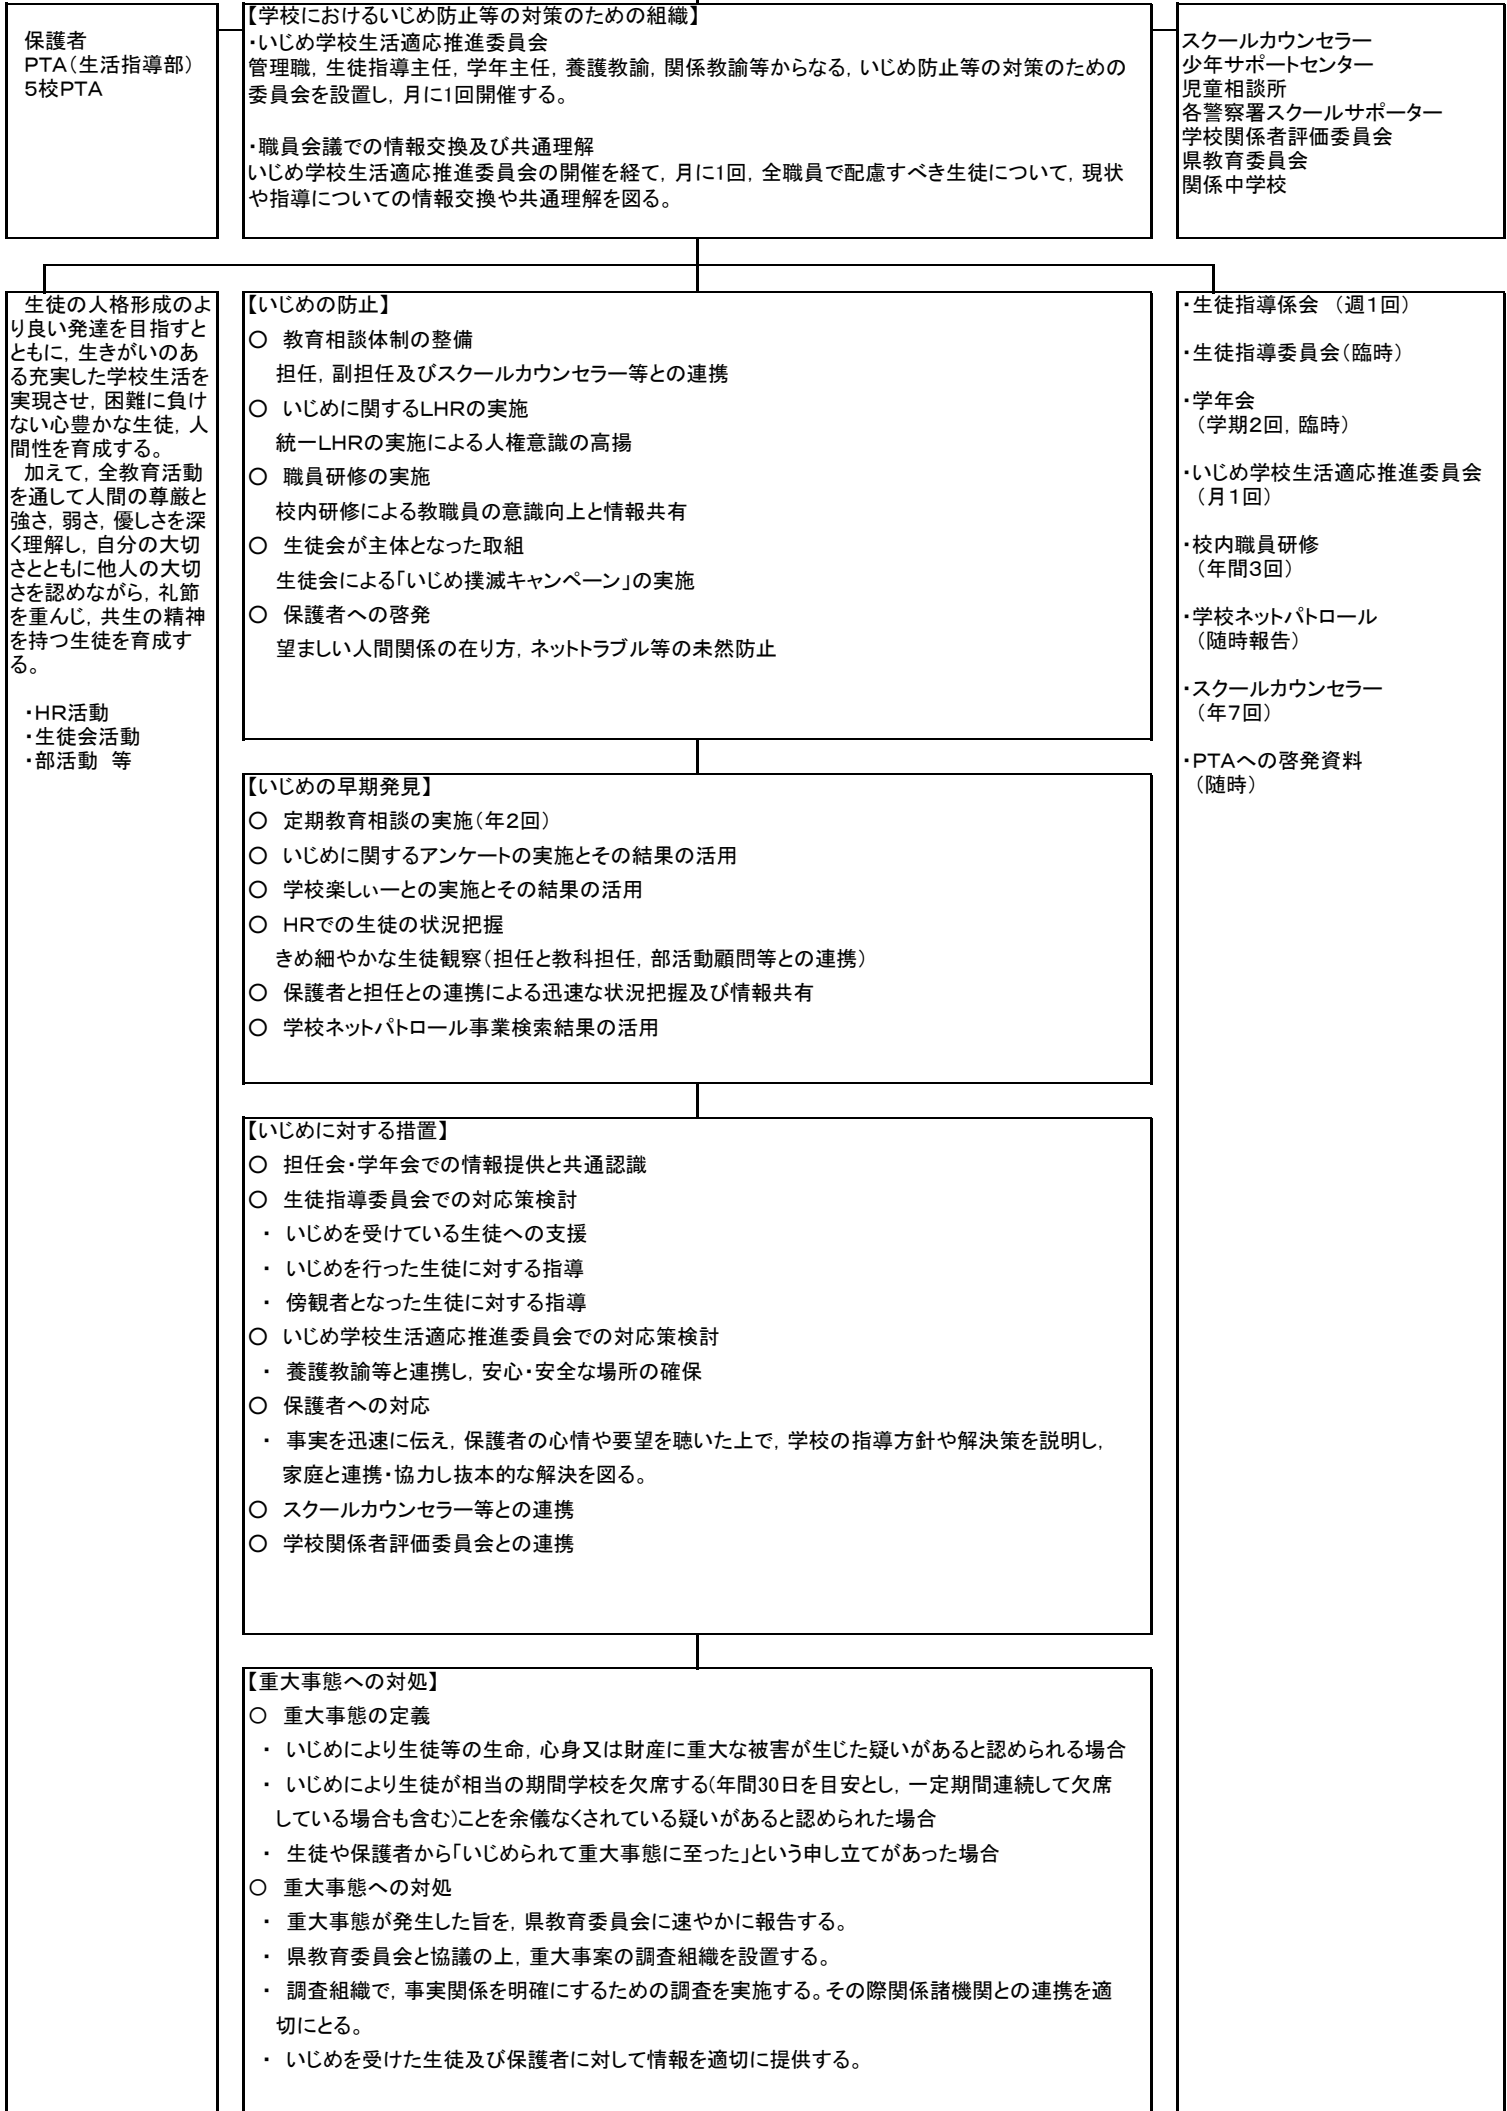 保護者
PTA（生活指導部）
5校PTA
【学校におけるいじめ防止等の対策のための組織】
・いじめ学校生活適応推進委員会
管理職，生徒指導主任，学年主任，養護教諭，関係教諭等からなる，いじめ防止等の対策のための
委員会を設置し，月に1回開催する。
・職員会議での情報交換及び共通理解
いじめ学校生活適応推進委員会の開催を経て，月に1回，全職員で配慮すべき生徒について，現状
や指導についての情報交換や共通理解を図る。
スクールカウンセラー
少年サポートセンター
児童相談所
各警察署スクールサポーター
学校関係者評価委員会
県教育委員会
関係中学校
生徒の人格形成のよ
り良い発達を目指すと
ともに，生きがいのあ
る充実した学校生活を
実現させ，困難に負け
ない心豊かな生徒，人
間性を育成する。
加えて，全教育活動
を通して人間の尊厳と
強さ，弱さ，優しさを深
く理解し，自分の大切
さとともに他人の大切
さを認めながら，礼節
を重んじ，共生の精神
を持つ生徒を育成す
る。
・HR活動
・生徒会活動
・部活動　等
【いじめの防止】
○　教育相談体制の整備
担任，副担任及びスクールカウンセラー等との連携
○　いじめに関するLHRの実施
統一LHRの実施による人権意識の高揚
○　職員研修の実施
校内研修による教職員の意識向上と情報共有
○　生徒会が主体となった取組
生徒会による「いじめ撲滅キャンペーン」の実施
○　保護者への啓発
望ましい人間関係の在り方，ネットトラブル等の未然防止
【いじめの早期発見】
○　定期教育相談の実施（年2回）
○　いじめに関するアンケートの実施とその結果の活用
○　学校楽しぃーとの実施とその結果の活用
○　HRでの生徒の状況把握
きめ細やかな生徒観察（担任と教科担任，部活動顧問等との連携）
○　保護者と担任との連携による迅速な状況把握及び情報共有
○　学校ネットパトロール事業検索結果の活用
【いじめに対する措置】
○　担任会・学年会での情報提供と共通認識
○　生徒指導委員会での対応策検討
・　いじめを受けている生徒への支援
・　いじめを行った生徒に対する指導
・　傍観者となった生徒に対する指導
○　いじめ学校生活適応推進委員会での対応策検討
・　養護教諭等と連携し，安心・安全な場所の確保
○　保護者への対応
・　事実を迅速に伝え，保護者の心情や要望を聴いた上で，学校の指導方針や解決策を説明し，
家庭と連携・協力し抜本的な解決を図る。
○　スクールカウンセラー等との連携
○　学校関係者評価委員会との連携
【重大事態への対処】
○　重大事態の定義
・　いじめにより生徒等の生命，心身又は財産に重大な被害が生じた疑いがあると認められる場合
・　いじめにより生徒が相当の期間学校を欠席する（年間30日を目安とし，一定期間連続して欠席
している場合も含む）ことを余儀なくされている疑いがあると認められた場合
・　生徒や保護者から「いじめられて重大事態に至った」という申し立てがあった場合
○　重大事態への対処
・　重大事態が発生した旨を，県教育委員会に速やかに報告する。
・　県教育委員会と協議の上，重大事案の調査組織を設置する。
・　調査組織で，事実関係を明確にするための調査を実施する。その際関係諸機関との連携を適
切にとる。
・　いじめを受けた生徒及び保護者に対して情報を適切に提供する。
・生徒指導係会　（週1回）
・生徒指導委員会（臨時）
・学年会
（学期2回，臨時）
・いじめ学校生活適応推進委員会
（月1回）
・校内職員研修
（年間3回）
・学校ネットパトロール
（随時報告）
・スクールカウンセラー
（年7回）
・PTAへの啓発資料
（随時）